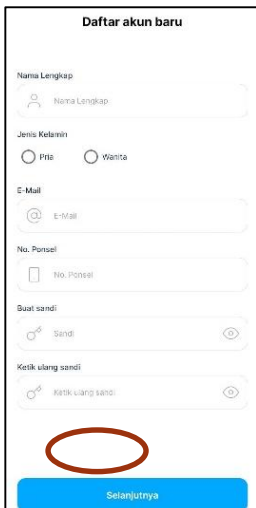 Daftar akun baru
Nama Lengkap
Nama Lengkap
Jenis Kelamin
Pria Wanita
E-Mail
E-Mail
No. Ponsel
No. Ponsel
Buat sandi
Sandi
Ketik ulang sandi
Ketik ulang sandi
Selanjutnya